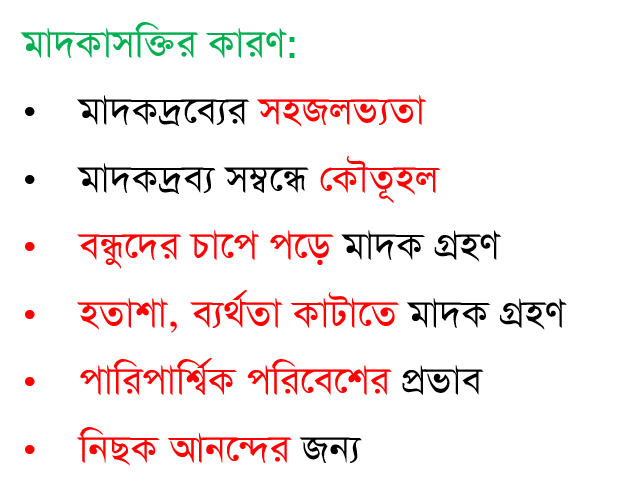 মাদকাসক্তির কারণ:
• মাদকদ্রব্যের সহজলভ্যতা
• মাদকদ্রব্য সম্বন্ধে কৌতূহল
• বন্ধুদের চাপে পড়ে মাদক গ্রহণ
• হতাশা, ব্যর্থতা কাটাতে মাদক গ্রহণ
• পারিপার্শ্বিক পরিবেশের প্রভাব
• নিছক আনন্দের জন্য